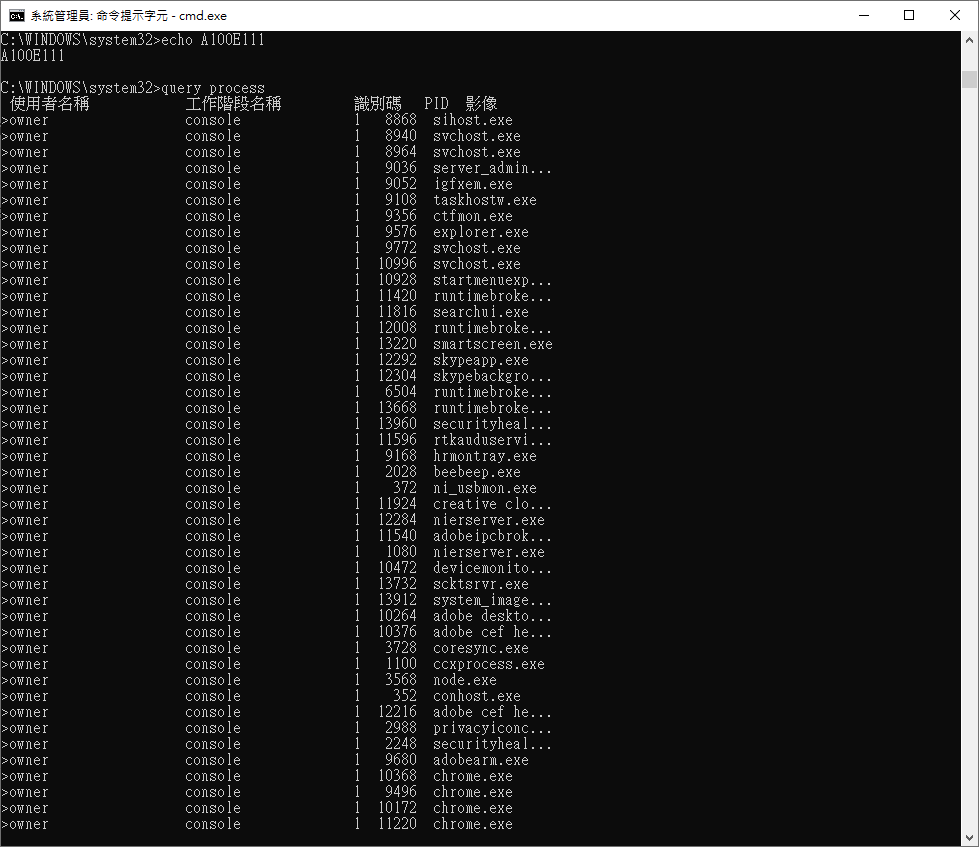 系統管理員: 命令提示字元 - cmd.exe
C:\WINDOWS\system32>echo A100E111
A100E111
C:\WINDOWS\system32>query process
使用者名稱 工作階段名稱 識別碼 PID 影像
>owner console 1 8868 sihost.exe
>owner console 1 8940 svchost.exe
>owner console 1 8964 svchost.exe
>owner console 1 9036 server_admin...
>owner console 1 9052 igfxem.exe
>owner console 1 9108 taskhostw.exe
>owner console 1 9356 ctfmon.exe
>owner console 1 9576 explorer.exe
>owner console 1 9772 svchost.exe
>owner console 1 10996 svchost.exe
>owner console 1 10928 startmenuexp...
>owner console 1 11420 runtimebroke...
>owner console 1 11816 searchui.exe
>owner console 1 12008 runtimebroke...
>owner console 1 13220 smartscreen.exe
>owner console 1 12292 skypeapp.exe
>owner console 1 12304 skypebackgro...
>owner console 1 6504 runtimebroke...
>owner console 1 13668 runtimebroke...
>owner console 1 13960 securityheal...
>owner console 1 11596 rtkauduservi...
>owner console 1 9168 hrmontray.exe
>owner console 1 2028 beebeep.exe
>owner console 1 372 ni_usbmon.exe
>owner console 1 11924 creative clo...
>owner console 1 12284 nierserver.exe
>owner console 1 11540 adobeipcbrok...
>owner console 1 1080 nierserver.exe
>owner console 1 10472 devicemonito...
>owner console 1 13732 scktsrvr.exe
>owner console 1 13912 system_image...
>owner console 1 10264 adobe deskto...
>owner console 1 10376 adobe cef he...
>owner console 1 3728 coresync.exe
>owner console 1 1100 ccxprocess.exe
>owner console 1 3568 node.exe
>owner console 1 352 conhost.exe
>owner console 1 12216 adobe cef he...
>owner console 1 2988 privacyiconc...
>owner console 1 2248 securityheal...
>owner console 1 9680 adobearm.exe
>owner console 1 10368 chrome.exe
>owner console 1 9496 chrome.exe
>owner console 1 10172 chrome.exe
>owner console 1 11220 chrome.exe